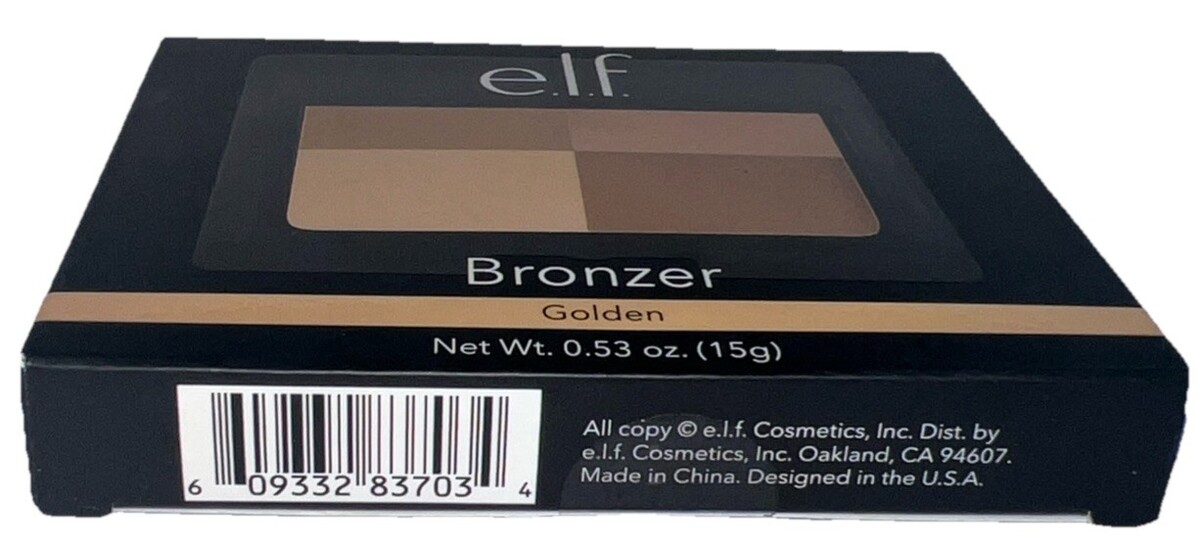 e.l.f.
Bronzer
Golden
Net Wt. 0.53 oz. (15g)
All copy © e.l.f. Cosmetics, Inc. Dist. by
e.l.f. Cosmetics, Inc. Oakland, CA 94607.
Made in China. Designed in the U.S.A.
6 09332 83703 4